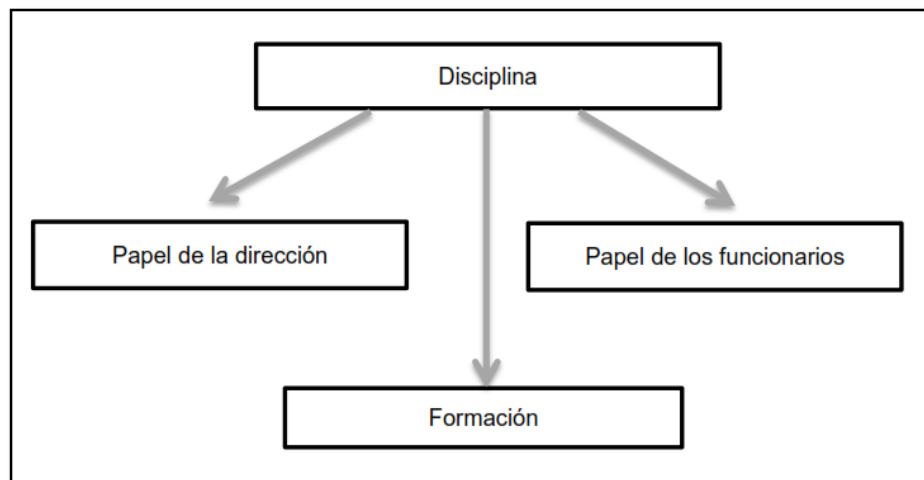 Disciplina
Papel de la dirección
Papel de los funcionarios
Formación